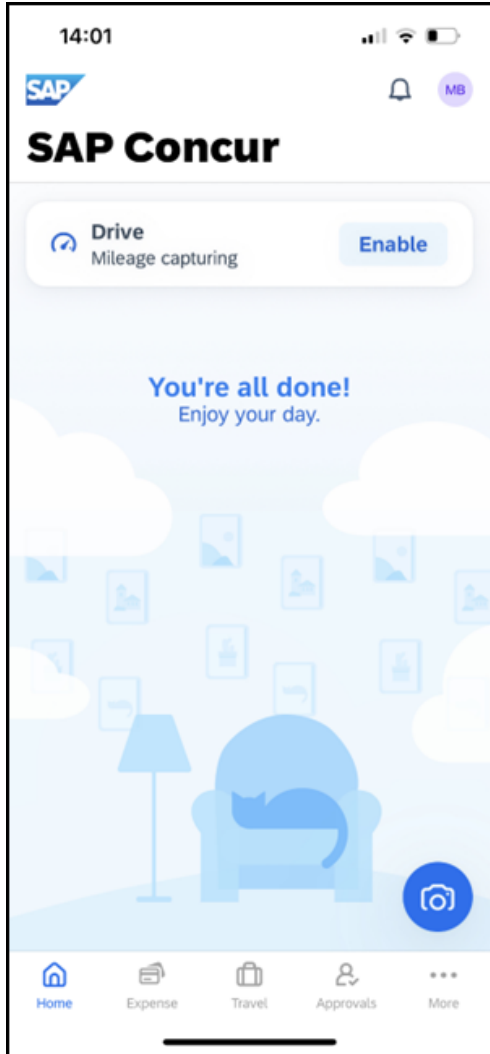 14:01
SAP
MB
SAP Concur
Drive
Mileage capturing
Enable
You're all done!
Enjoy your day.
Home
Expense
Travel
Approvals
More